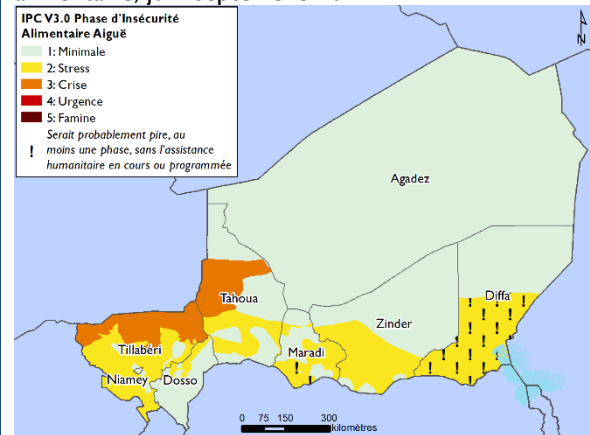 IPC V3.0 Phase d'Insécurité
Alimentaire Aiguë
1: Minimale
2: Stress
3: Crise
4: Urgence
5: Famine
Serait probablement pire, au
! moins une phase, sans l'assistance
humanitaire en cours ou programmée
N
Agadez
Tahoua
Diffa
Zinder
Maradi
Tillabéri
Niamey
Dosso
0 75 150 300
kilomètres